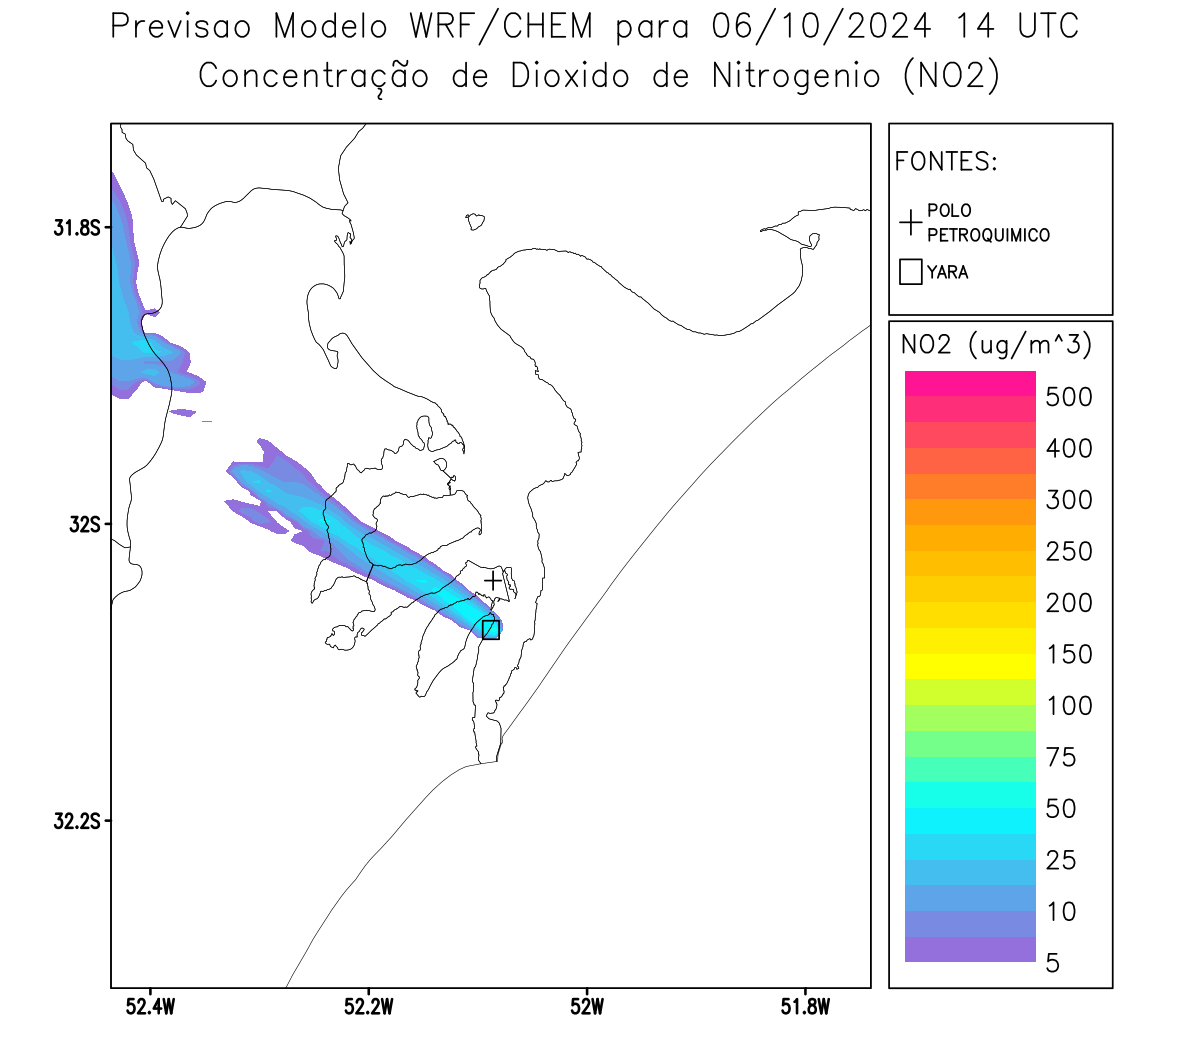 Previsao Modelo WRF/CHEM para 06/10/2024 14 UTC
Concentração de Dioxido de Nitrogenio (NO2)
FONTES:
POLO
PETROQUIMICO
YARA
NO2 (ug/m^3)
500
400
300
250
200
150
100
75
50
25
10
5
31.8S
32S
32.2S
52.4W
52.2W
52W
51.8W